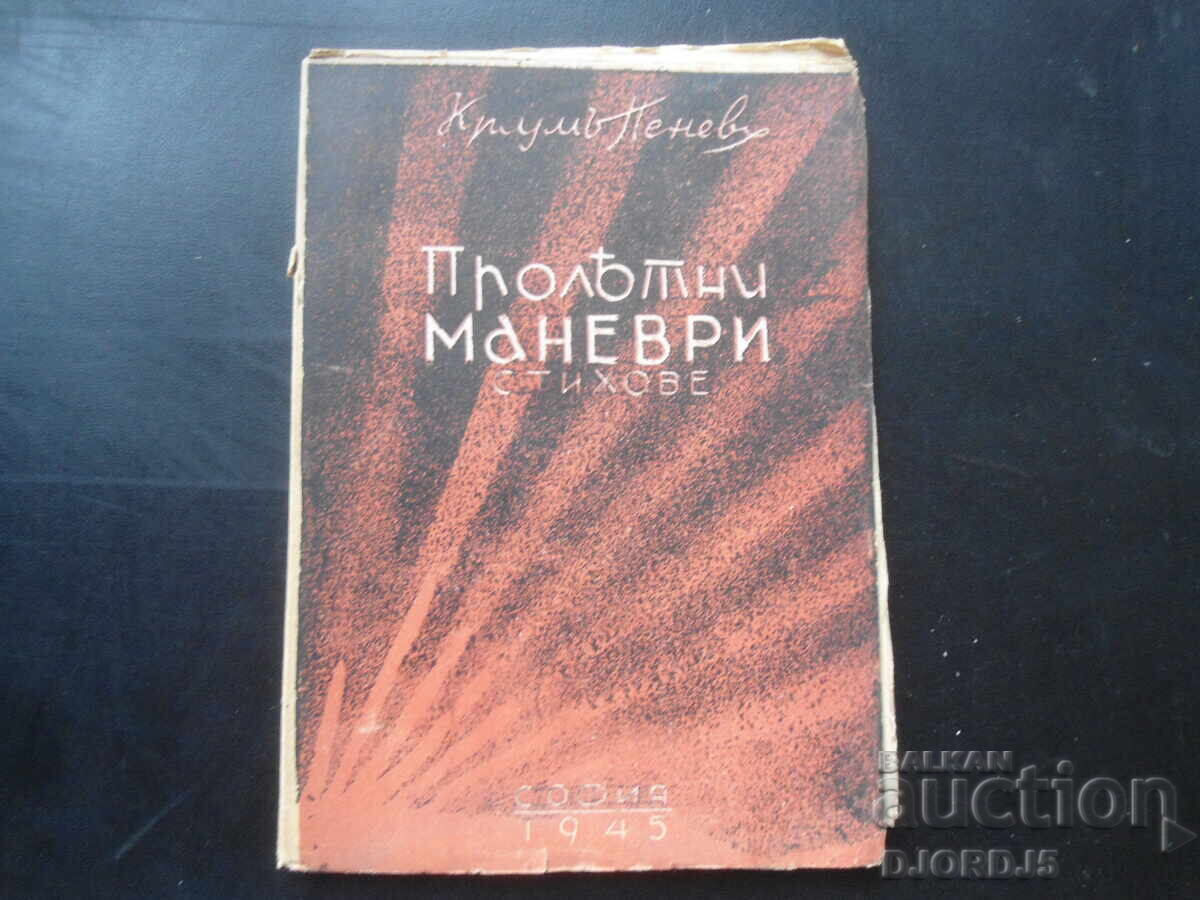 Крумъ Пеневъ
Пролѣтни
МАНЕВРИ
СТИХОВЕ
СОФИЯ
1945
BALKAN
auction
DJORDJ5